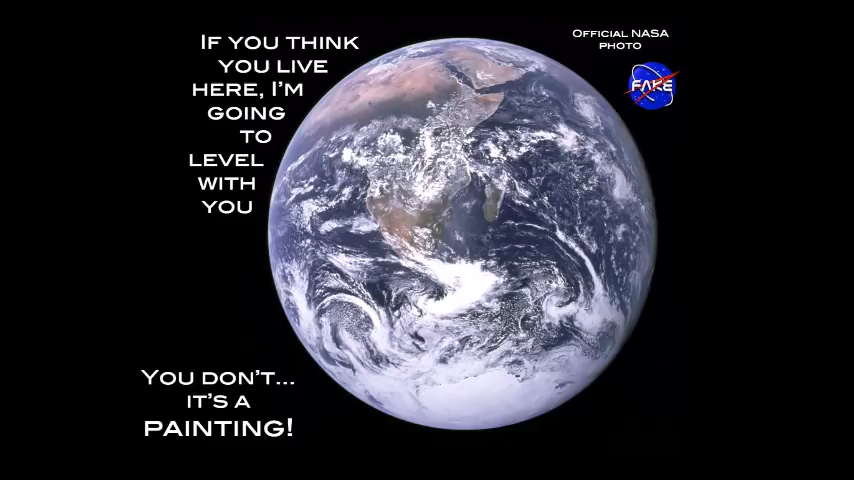 If you think
you live
here, I'm
going
to
level
with
you
Official NASA
photo
FAKE
You don't...
it's a
painting!